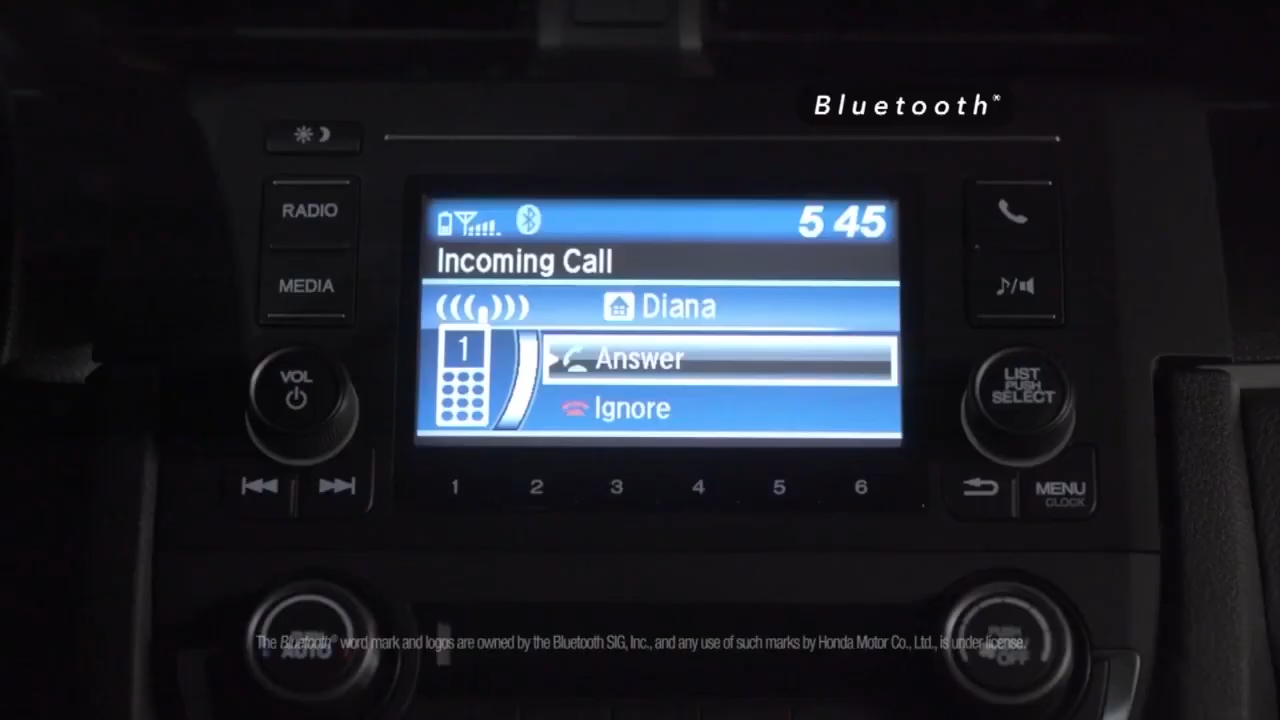 Bluetooth®
RADIO
MEDIA
VOL
5 45
Incoming Call
Diana
1
Answer
Ignore
LIST
PUSH
SELECT
1 2 3 4 5 6
MENU
CLOCK
AUTO
OFF
The Bluetooth® word mark and logos are owned by the Bluetooth SIG, Inc., and any use of such marks by Honda Motor Co., Ltd., is under license.